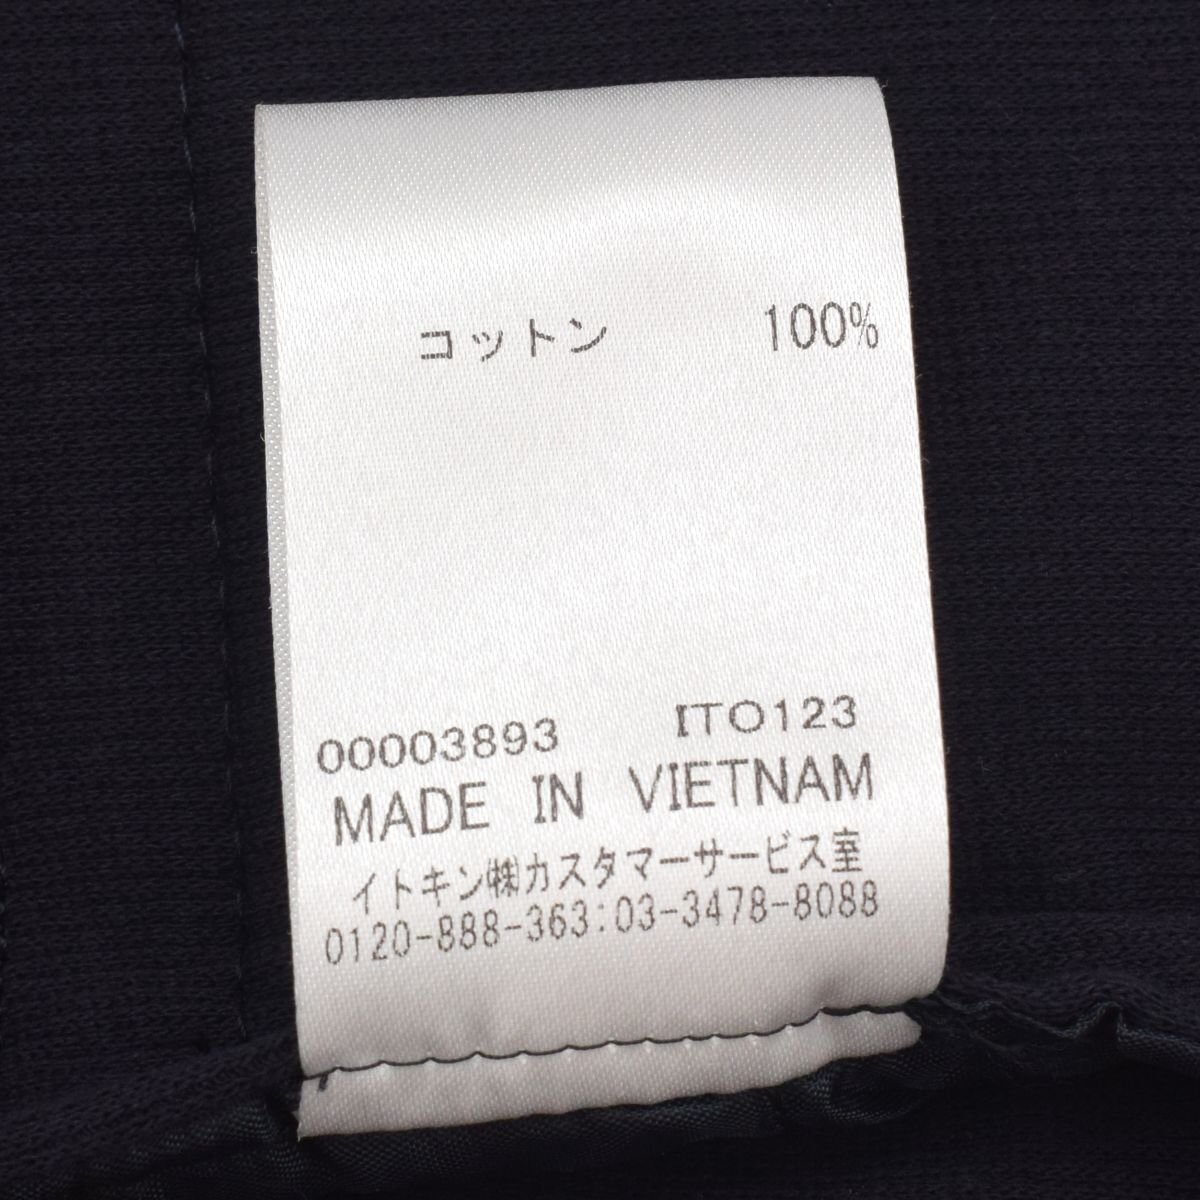 コットン 100%
00003893 ITO123
MADE IN VIETNAM
イトキン㈱カスタマーサービス室
0120-888-363:03-3478-8088